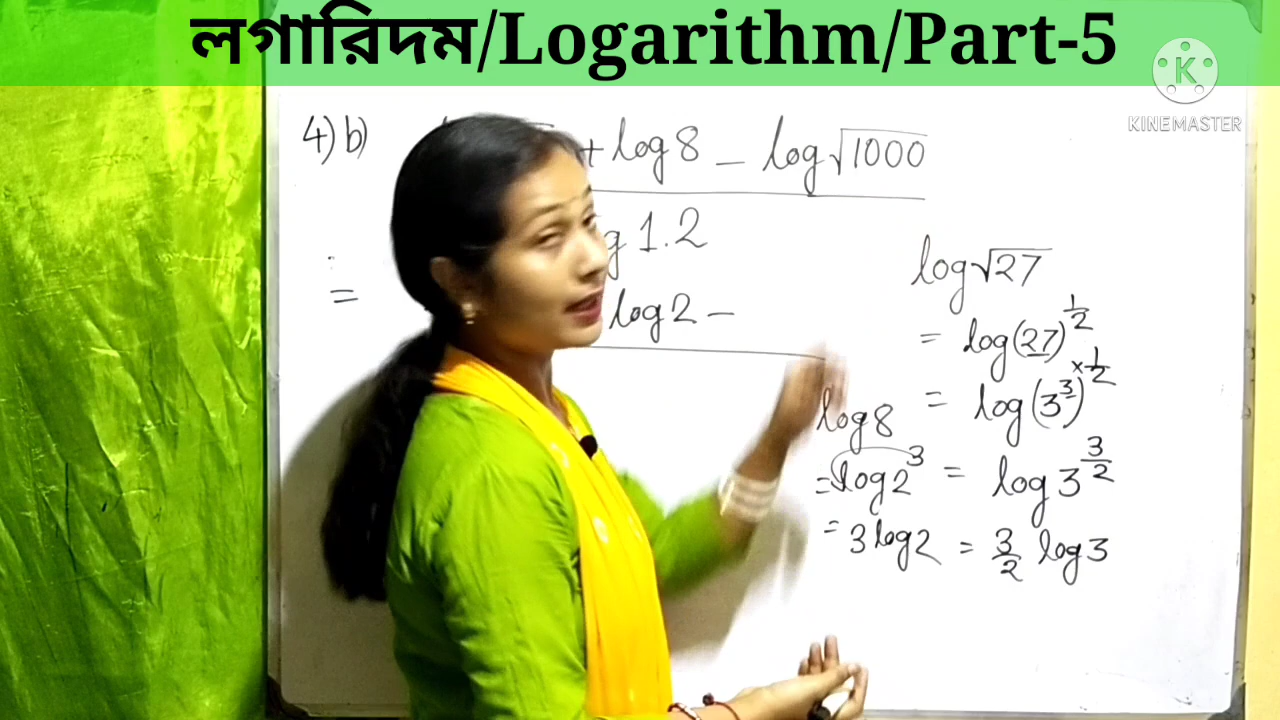 লগারিদম/Logarithm/Part-5
K
KINEMASTER
4) b) + log 8 - log √1000
1.2
= log 2 -
log √27
= log (27)^1/2
= log (3^3)^×1/2
= log 3^3/2
= 3/2 log 3
log 8
= log 2^3
= 3 log 2